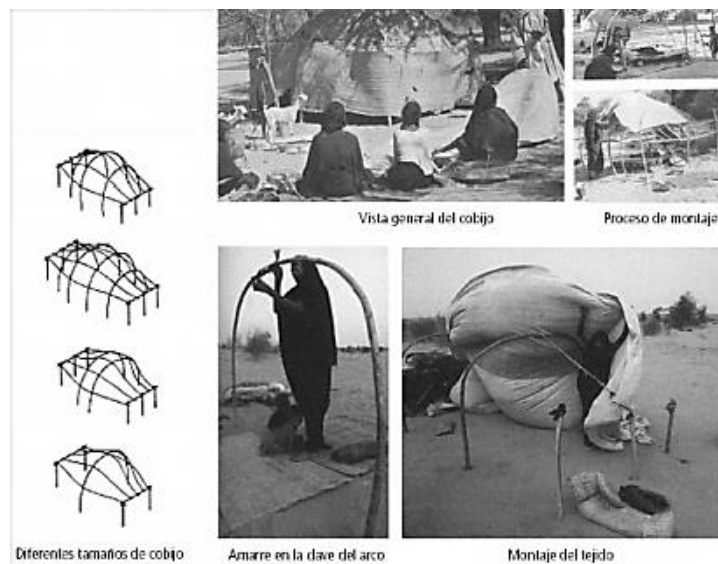 Vista general del cobijo
Proceso de montaje
Diferentes tamaños de cobijo
Amarre en la clave del arco
Montaje del tejido